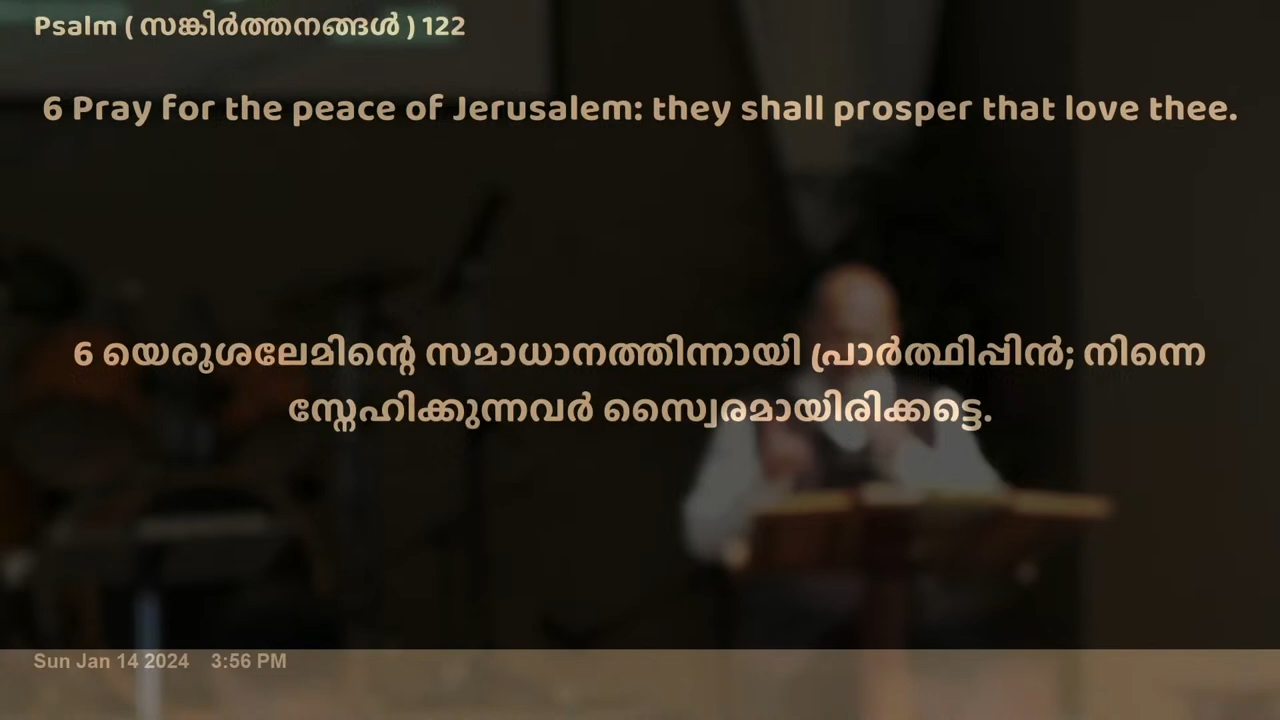 Psalm ( സങ്കീർത്തനങ്ങൾ ) 122
6 Pray for the peace of Jerusalem: they shall prosper that love thee.
6 യെരൂശലേമിന്റെ സമാധാനത്തിന്നായി പ്രാർത്ഥിപ്പിൻ; നിന്നെ
സ്നേഹിക്കുന്നവർ സ്വൈരമായിരിക്കട്ടെ.
Sun Jan 14 2024 3:56 PM